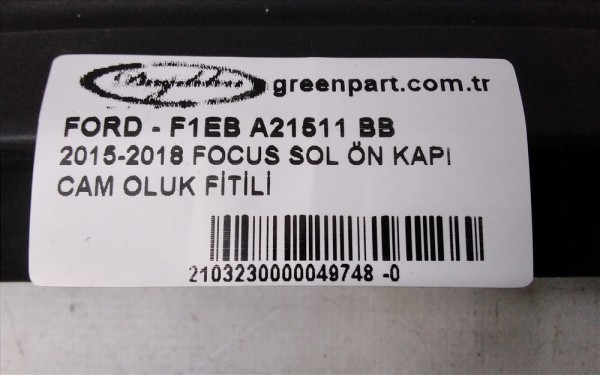 greenpart.com.tr
FORD - F1EB A21511 BB
2015-2018 FOCUS SOL ÖN KAPI
CAM OLUK FİTİLİ
2103230000049748 -0